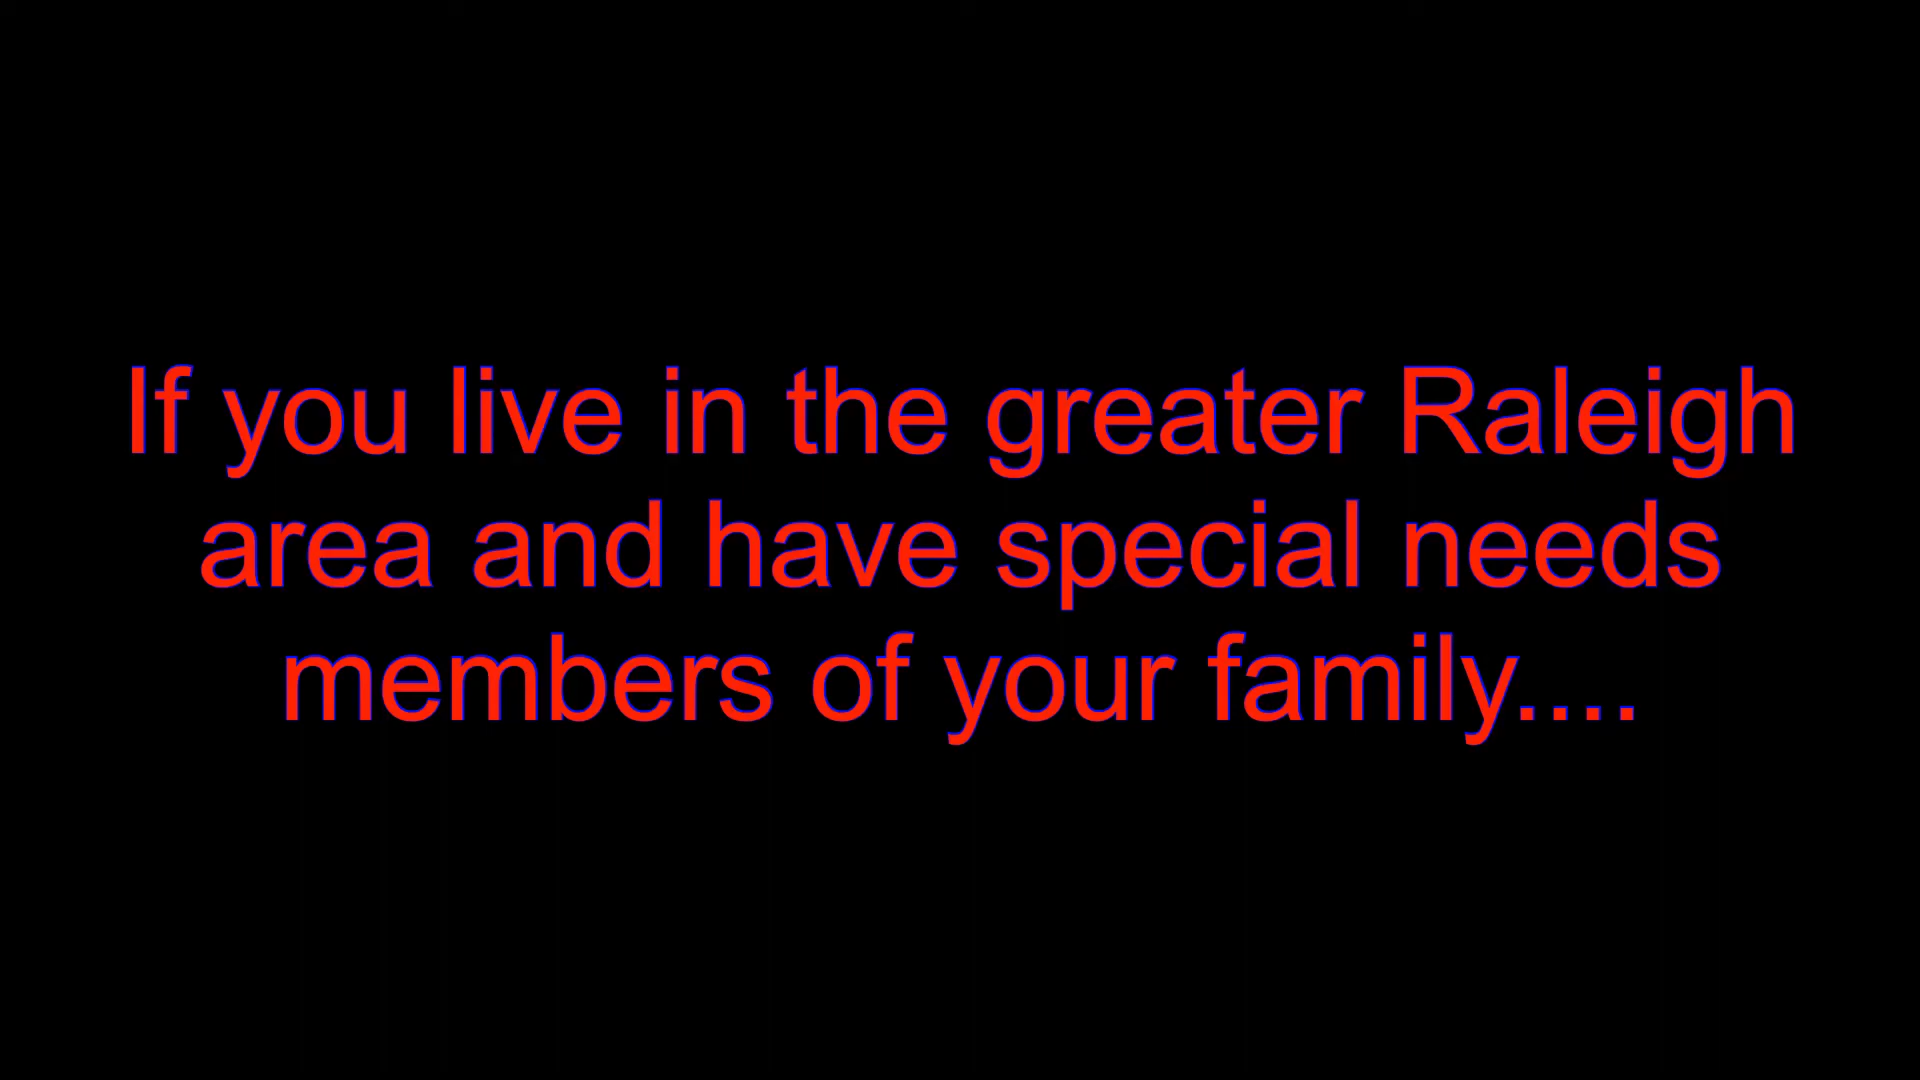 If you live in the greater Raleigh
area and have special needs
members of your family....